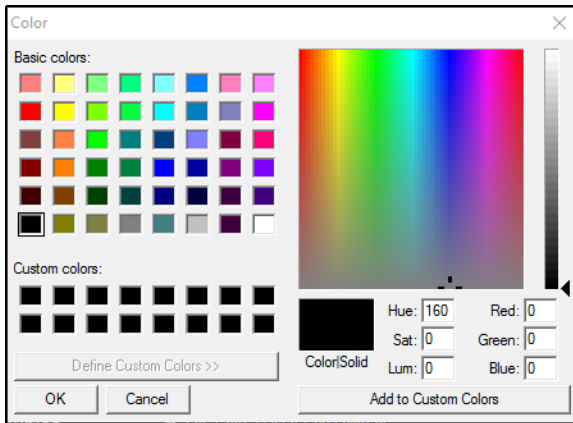 Color
Basic colors:
Custom colors:
Define Custom Colors >>
OK
Cancel
Color|Solid
Hue: 160
Sat: 0
Lum: 0
Red: 0
Green: 0
Blue: 0
Add to Custom Colors